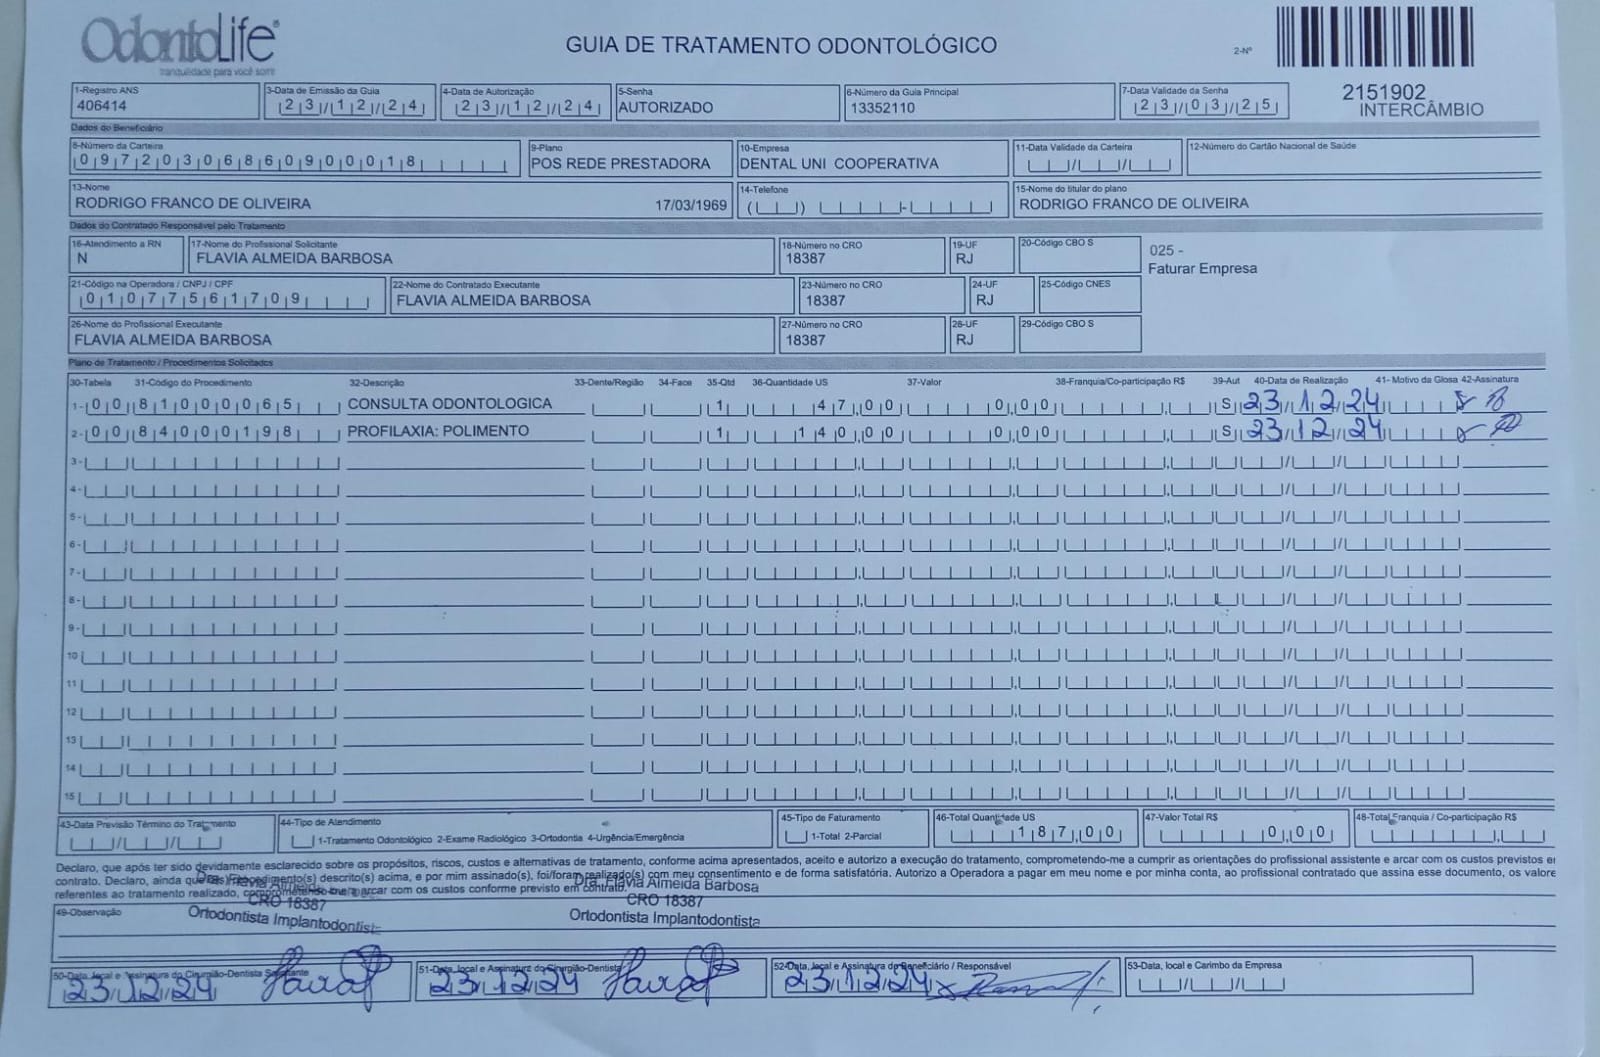 OdontoLife
tranquilidade para você sorrir
GUIA DE TRATAMENTO ODONTOLÓGICO
2-Nº
2151902
INTERCÂMBIO
1-Registro ANS 3-Data de Emissão da Guia 4-Data de Autorização 5-Senha 6-Número da Guia Principal 7-Data Validade da Senha
406414 23/12/24 23/12/24 AUTORIZADO 13352110 23/03/25
Dados do Beneficiário
8-Número da Carteira 9-Plano 10-Empresa 11-Data Validade da Carteira 12-Número do Cartão Nacional de Saúde
09720306860900018 POS REDE PRESTADORA DENTAL UNI COOPERATIVA
13-Nome 14-Telefone 15-Nome do titular do plano
RODRIGO FRANCO DE OLIVEIRA 17/03/1969 RODRIGO FRANCO DE OLIVEIRA
Dados do Contratado Responsável pelo Tratamento
16-Atendimento a RN 17-Nome do Profissional Solicitante 18-Número no CRO 19-UF 20-Código CBO S
N FLAVIA ALMEIDA BARBOSA 18387 RJ
025 -
Faturar Empresa
21-Código na Operadora / CNPJ / CPF 22-Nome do Contratado Executante 23-Número no CRO 24-UF 25-Código CNES
01077561709 FLAVIA ALMEIDA BARBOSA 18387 RJ
26-Nome do Profissional Executante 27-Número no CRO 28-UF 29-Código CBO S
FLAVIA ALMEIDA BARBOSA 18387 RJ
Plano de Tratamento / Procedimentos Solicitados
30-Tabela 31-Código do Procedimento 32-Descrição 33-Dente/Região 34-Face 35-Qtd 36-Quantidade US 37-Valor 38-Franquia/Co-participação R$ 39-Aut 40-Data de Realização 41- Motivo da Glosa 42-Assinatura
1-00 81000065 CONSULTA ODONTOLOGICA 1 47,00 0,00 S 23/12/24
2-00 84000198 PROFILAXIA: POLIMENTO 1 140,00 0,00 S 23/12/24
3-
4-
5-
6-
7-
8-
9-
10
11
12
13
14
15
43-Data Previsão Término do Tratamento 44-Tipo de Atendimento 45-Tipo de Faturamento 46-Total Quantidade US 47-Valor Total R$ 48-Total Franquia / Co-participação R$
1-Tratamento Odontológico 2-Exame Radiológico 3-Ortodontia 4-Urgência/Emergência 1-Total 2-Parcial 187,00 0,00
Declaro, que após ter sido devidamente esclarecido sobre os propósitos, riscos, custos e alternativas de tratamento, conforme acima apresentados, aceito e autorizo a execução do tratamento, comprometendo-me a cumprir as orientações do profissional assistente e arcar com os custos previstos em
contrato. Declaro, ainda que o(s) procedimento(s) descrito(s) acima, e por mim assinado(s), foi/foram realizado(s) com meu consentimento e de forma satisfatória. Autorizo a Operadora a pagar em meu nome e por minha conta, ao profissional contratado que assina esse documento, os valore
referentes ao tratamento realizado, comprometendo-me a arcar com os custos conforme previsto em contrato.
Dra. Flavia Almeida
CRO 18387
Ortodontista Implantodontista
Dra. Flavia Almeida Barbosa
CRO 18387
Ortodontista Implantodontista
49-Observação
50-Data, local e Assinatura do Cirurgião-Dentista Solicitante 51-Data, local e Assinatura do Cirurgião-Dentista 52-Data, local e Assinatura do Beneficiário / Responsável 53-Data, local e Carimbo da Empresa
23/12/24 23/12/24 23/12/24